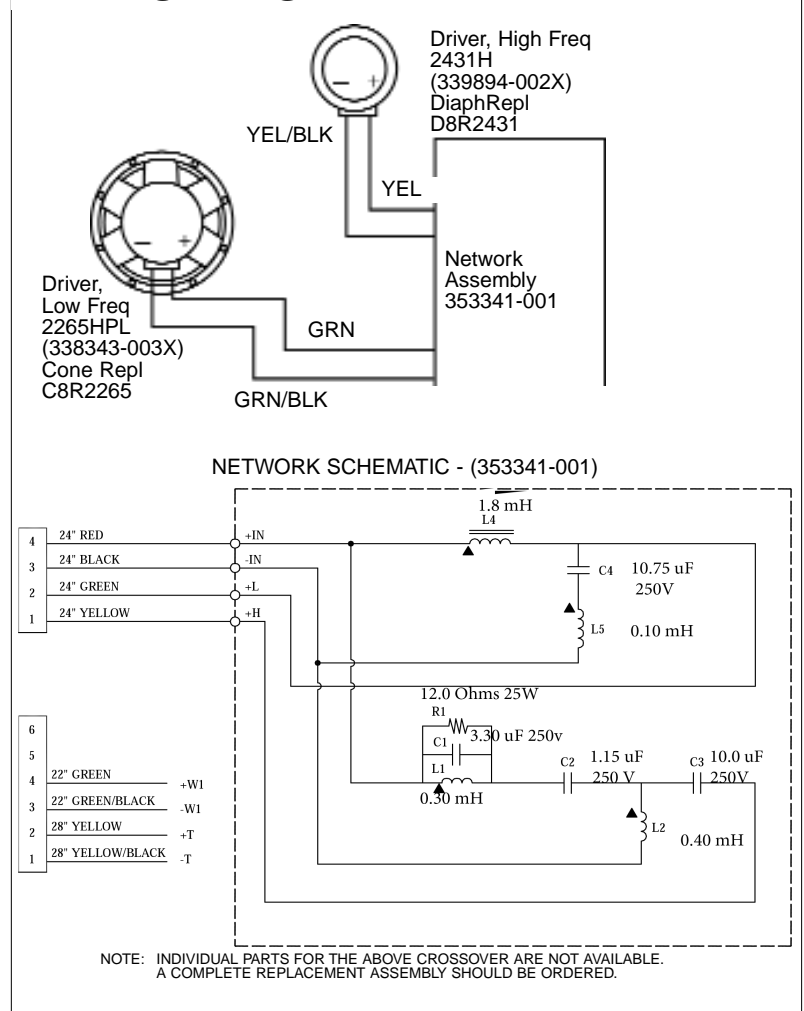 Driver, High Freq
2431H
(339894-002X)
DiaphRepl
D8R2431
YEL/BLK
YEL
Network
Assembly
353341-001
Driver,
Low Freq
2265HPL
(338343-003X)
Cone Repl
C8R2265
GRN
GRN/BLK
NETWORK SCHEMATIC - (353341-001)
1.8 mH
L4
4 24" RED +IN
3 24" BLACK -IN
2 24" GREEN +L
1 24" YELLOW +H
C4 10.75 uF
250V
L5 0.10 mH
12.0 Ohms 25W
R1
C1 3.30 uF 250v
L1
0.30 mH
C2 1.15 uF
250 V
C3 10.0 uF
250V
L2
0.40 mH
6
5
4 22" GREEN +W1
3 22" GREEN/BLACK -W1
2 28" YELLOW +T
1 28" YELLOW/BLACK -T
NOTE: INDIVIDUAL PARTS FOR THE ABOVE CROSSOVER ARE NOT AVAILABLE.
A COMPLETE REPLACEMENT ASSEMBLY SHOULD BE ORDERED.